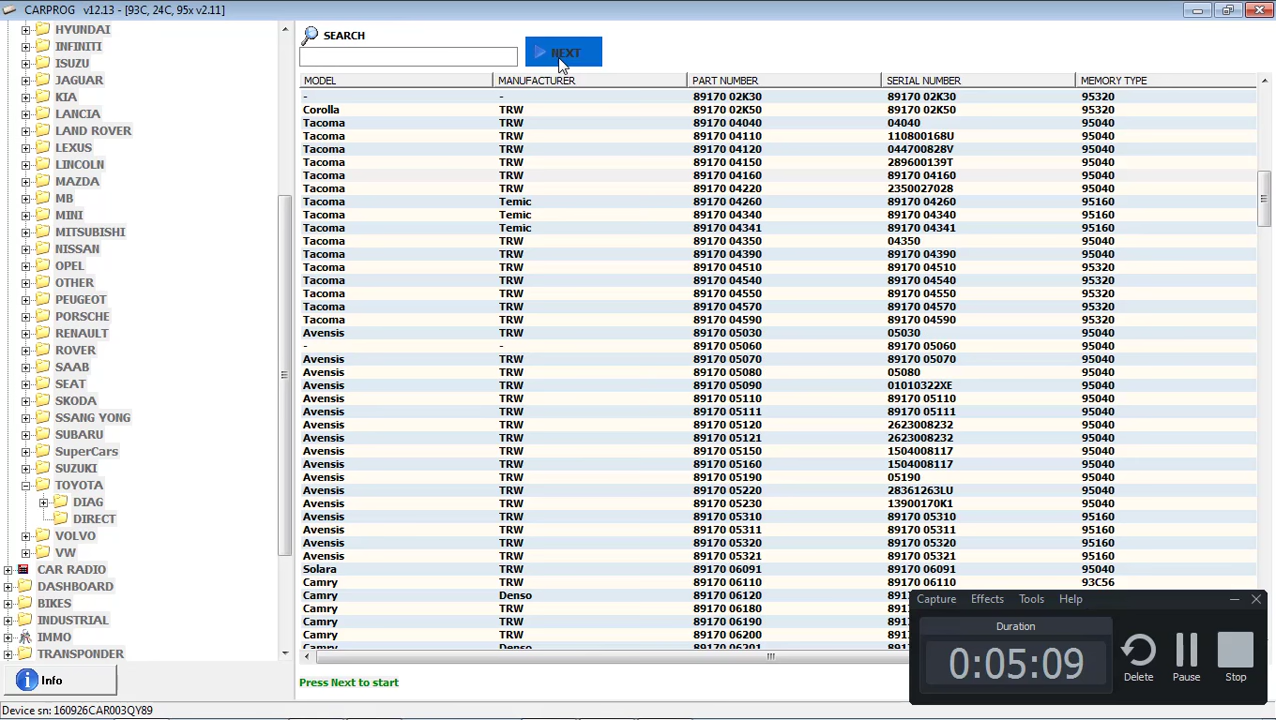 CARPROG v12.13 - [93C, 24C, 95x v2.11]
HYUNDAI
INFINITI
ISUZU
JAGUAR
KIA
LANCIA
LAND ROVER
LEXUS
LINCOLN
MAZDA
MB
MINI
MITSUBISHI
NISSAN
OPEL
OTHER
PEUGEOT
PORSCHE
RENAULT
ROVER
SAAB
SEAT
SKODA
SSANG YONG
SUBARU
SuperCars
SUZUKI
TOYOTA
DIAG
DIRECT
VOLVO
VW
CAR RADIO
DASHBOARD
BIKES
INDUSTRIAL
IMMO
TRANSPONDER
Info
SEARCH
NEXT
MODEL MANUFACTURER PART NUMBER SERIAL NUMBER MEMORY TYPE
- - 89170 02K30 89170 02K30 95320
Corolla TRW 89170 02K50 89170 02K50 95320
Tacoma TRW 89170 04040 04040 95040
Tacoma TRW 89170 04110 110800168U 95040
Tacoma TRW 89170 04120 044700828V 95040
Tacoma TRW 89170 04150 289600139T 95040
Tacoma TRW 89170 04160 89170 04160 95040
Tacoma TRW 89170 04220 2350027028 95040
Tacoma Temic 89170 04260 89170 04260 95160
Tacoma Temic 89170 04340 89170 04340 95160
Tacoma Temic 89170 04341 89170 04341 95160
Tacoma TRW 89170 04350 04350 95040
Tacoma TRW 89170 04390 89170 04390 95040
Tacoma TRW 89170 04510 89170 04510 95320
Tacoma TRW 89170 04540 89170 04540 95320
Tacoma TRW 89170 04550 89170 04550 95320
Tacoma TRW 89170 04570 89170 04570 95320
Tacoma TRW 89170 04590 89170 04590 95320
Avensis TRW 89170 05030 05030 95040
- - 89170 05060 89170 05060 95040
Avensis TRW 89170 05070 89170 05070 95040
Avensis TRW 89170 05080 05080 95040
Avensis TRW 89170 05090 01010322XE 95040
Avensis TRW 89170 05110 89170 05110 95040
Avensis TRW 89170 05111 89170 05111 95040
Avensis TRW 89170 05120 2623008232 95040
Avensis TRW 89170 05121 2623008232 95040
Avensis TRW 89170 05150 1504008117 95040
Avensis TRW 89170 05160 1504008117 95040
Avensis TRW 89170 05190 05190 95040
Avensis TRW 89170 05220 28361263LU 95040
Avensis TRW 89170 05230 13900170K1 95040
Avensis TRW 89170 05310 89170 05310 95160
Avensis TRW 89170 05311 89170 05311 95160
Avensis TRW 89170 05320 89170 05320 95160
Avensis TRW 89170 05321 89170 05321 95160
Solara TRW 89170 06091 89170 06091 95040
Camry TRW 89170 06110 89170 06110 93C56
Camry Denso 89170 06120 891
Camry TRW 89170 06180 891
Camry TRW 89170 06190 891
Camry TRW 89170 06200 891
Camry Denso 89170 06201 891
Press Next to start
Capture Effects Tools Help
Duration
0:05:09
Delete Pause Stop
Device sn: 160926CAR003QY89